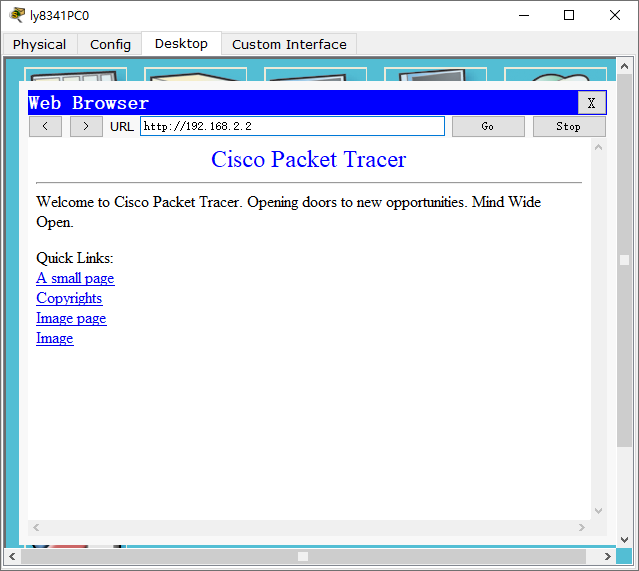 ly8341PC0
Physical Config Desktop Custom Interface
Web Browser X
< > URL http://192.168.2.2 Go Stop
Cisco Packet Tracer
Welcome to Cisco Packet Tracer. Opening doors to new opportunities. Mind Wide
Open.
Quick Links:
A small page
Copyrights
Image page
Image